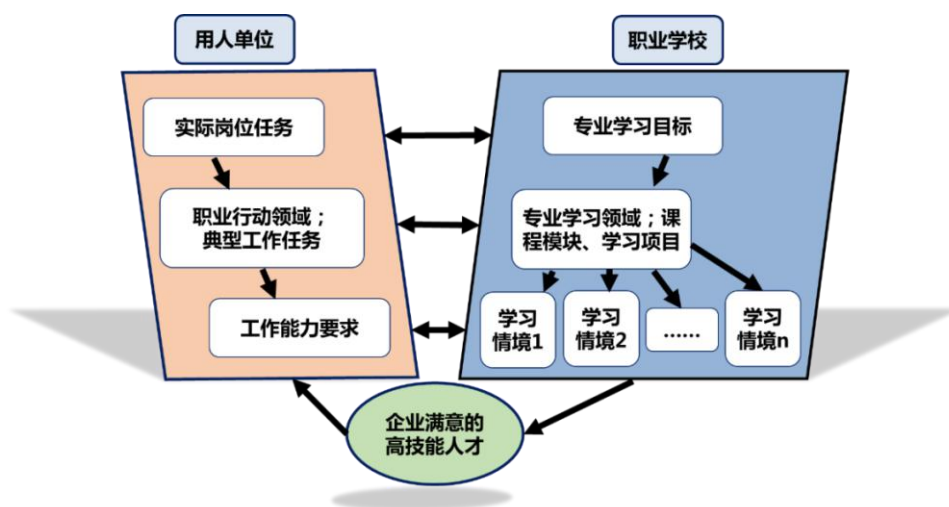 用人单位
职业学校
实际岗位任务
专业学习目标
职业行动领域；
典型工作任务
专业学习领域；课
程模块、学习项目
工作能力要求
学习
情境1
学习
情境2
……
学习
情境n
企业满意的
高技能人才